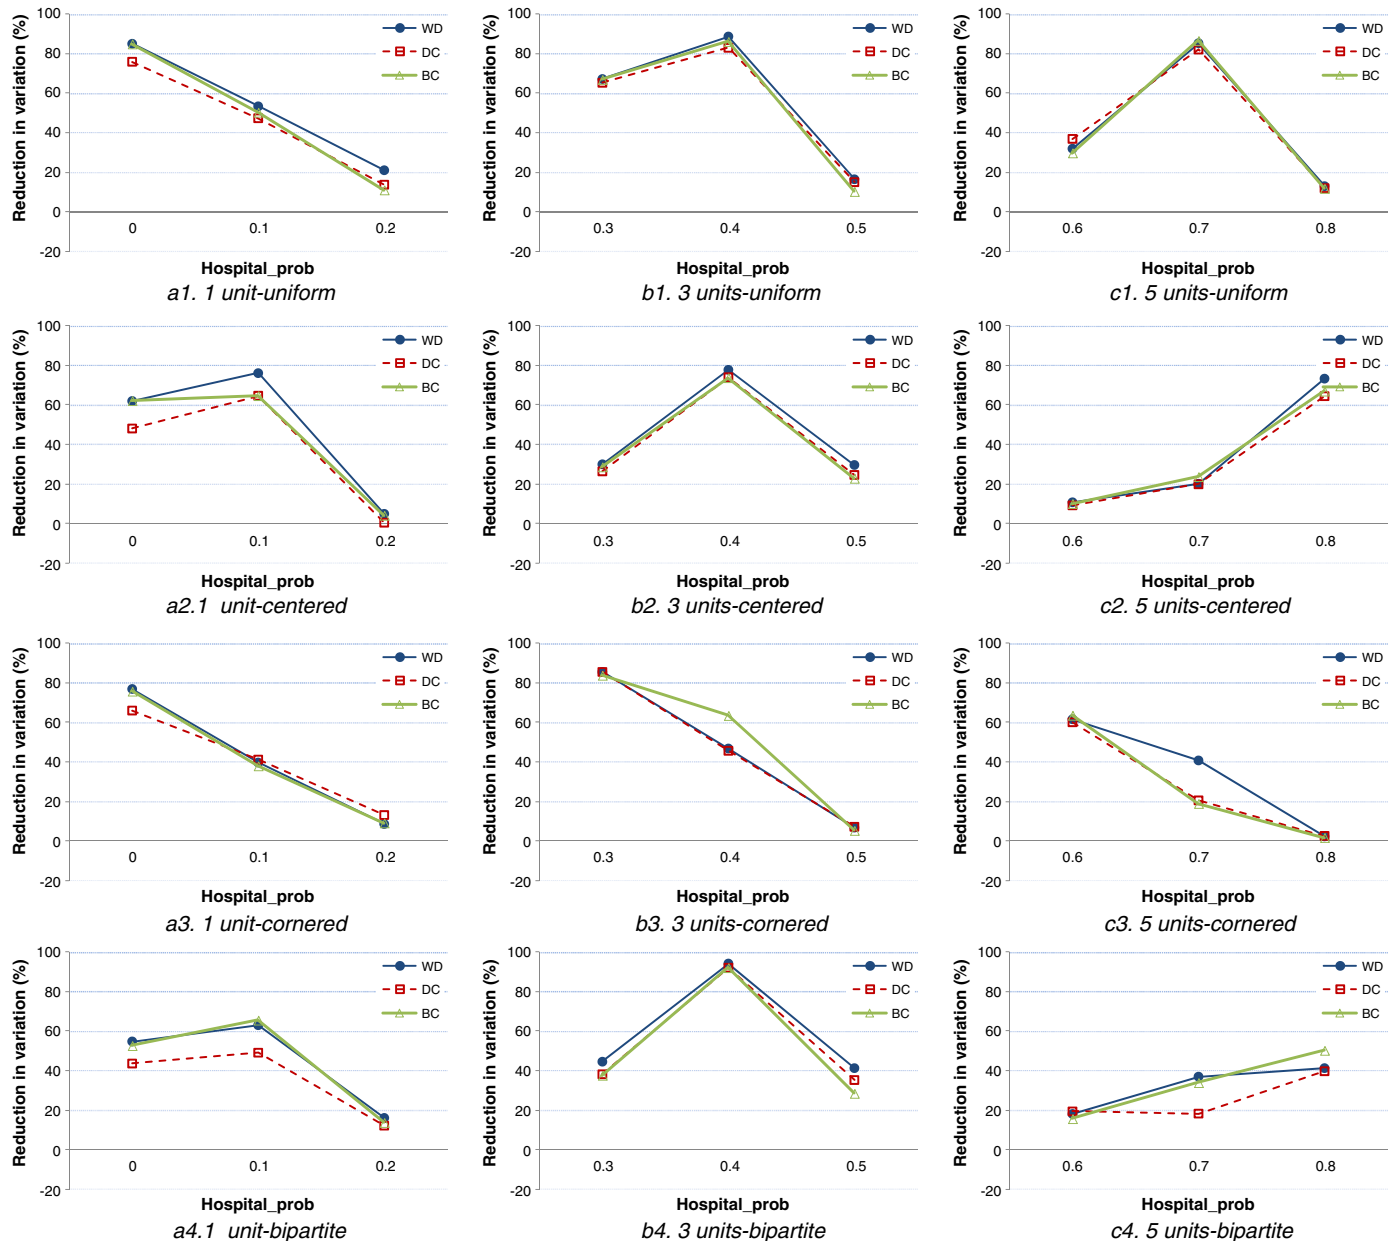 Reduction in variation (%)
100
80
60
40
20
0
-20
0
0.1
0.2
WD
DC
BC
Hospital_prob
a1. 1 unit-uniform
Reduction in variation (%)
100
80
60
40
20
0
-20
0.3
0.4
0.5
WD
DC
BC
Hospital_prob
b1. 3 units-uniform
Reduction in variation (%)
100
80
60
40
20
0
-20
0.6
0.7
0.8
WD
DC
BC
Hospital_prob
c1. 5 units-uniform
Reduction in variation (%)
100
80
60
40
20
0
-20
0
0.1
0.2
WD
DC
BC
Hospital_prob
a2.1 unit-centered
Reduction in variation (%)
100
80
60
40
20
0
-20
0.3
0.4
0.5
WD
DC
BC
Hospital_prob
b2. 3 units-centered
Reduction in variation (%)
100
80
60
40
20
0
-20
0.6
0.7
0.8
WD
DC
BC
Hospital_prob
c2. 5 units-centered
Reduction in variation (%)
100
80
60
40
20
0
-20
0
0.1
0.2
WD
DC
BC
Hospital_prob
a3. 1 unit-cornered
Reduction in variation (%)
100
80
60
40
20
0
-20
0.3
0.4
0.5
WD
DC
BC
Hospital_prob
b3. 3 units-cornered
Reduction in variation (%)
100
80
60
40
20
0
-20
0.6
0.7
0.8
WD
DC
BC
Hospital_prob
c3. 5 units-cornered
Reduction in variation (%)
100
80
60
40
20
0
-20
0
0.1
0.2
WD
DC
BC
Hospital_prob
a4.1 unit-bipartite
Reduction in variation (%)
100
80
60
40
20
0
-20
0.3
0.4
0.5
WD
DC
BC
Hospital_prob
b4. 3 units-bipartite
Reduction in variation (%)
100
80
60
40
20
0
-20
0.6
0.7
0.8
WD
DC
BC
Hospital_prob
c4. 5 units-bipartite